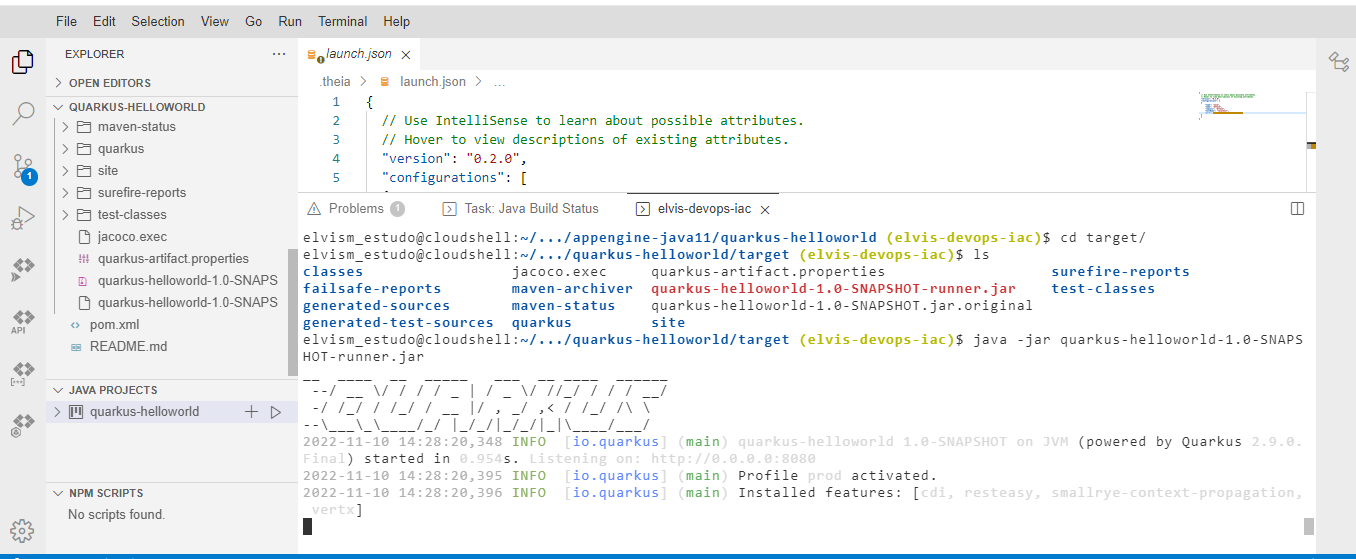 File Edit Selection View Go Run Terminal Help
EXPLORER ...
launch.json ×
OPEN EDITORS
.theia > launch.json > ...
QUARKUS-HELLOWORLD
maven-status
quarkus
site
surefire-reports
test-classes
jacoco.exec
quarkus-artifact.properties
quarkus-helloworld-1.0-SNAPS
quarkus-helloworld-1.0-SNAPS
pom.xml
README.md
JAVA PROJECTS
quarkus-helloworld
NPM SCRIPTS
No scripts found.
1
API
1 {
2 // Use IntelliSense to learn about possible attributes.
3 // Hover to view descriptions of existing attributes.
4 "version": "0.2.0",
5 "configurations": [
Problems 1 Task: Java Build Status elvis-devops-iac ×
elvism_estudo@cloudshell:~/.../appengine-java11/quarkus-helloworld (elvis-devops-iac)$ cd target/
elvism_estudo@cloudshell:~/.../quarkus-helloworld/target (elvis-devops-iac)$ ls
classes jacoco.exec quarkus-artifact.properties surefire-reports
failsafe-reports maven-archiver quarkus-helloworld-1.0-SNAPSHOT-runner.jar test-classes
generated-sources maven-status quarkus-helloworld-1.0-SNAPSHOT.jar.original
generated-test-sources quarkus site
elvism_estudo@cloudshell:~/.../quarkus-helloworld/target (elvis-devops-iac)$ java -jar quarkus-helloworld-1.0-SNAPS
HOT-runner.jar
__  ____  __  _____   ___  __ ____  ______
 --/ __ \/ / / / _ | / _ \/ //_/ / / / __/
 -/ /_/ / /_/ / __ |/ , _/ ,< / /_/ /\ \
--\___\_\____/_/ |_/_/|_/_/|_|\____/___/
2022-11-10 14:28:20,348 INFO [io.quarkus] (main) quarkus-helloworld 1.0-SNAPSHOT on JVM (powered by Quarkus 2.9.0.
Final) started in 0.954s. Listening on: http://0.0.0.0:8080
2022-11-10 14:28:20,395 INFO [io.quarkus] (main) Profile prod activated.
2022-11-10 14:28:20,396 INFO [io.quarkus] (main) Installed features: [cdi, resteasy, smallrye-context-propagation,
vertx]